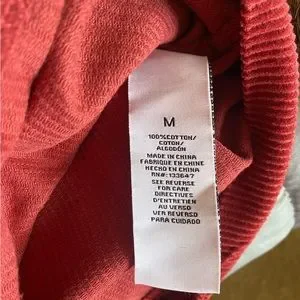 M
100%COTTON/
COTON/
ALGODÓN
MADE IN CHINA
FABRIQUE EN CHINE
HECHO EN CHINA
RN#:133647
SEE REVERSE
FOR CARE
DIRECTIVES
D'ENTRETIEN
AU VERSO
VER REVERSO
PARA CUIDADO